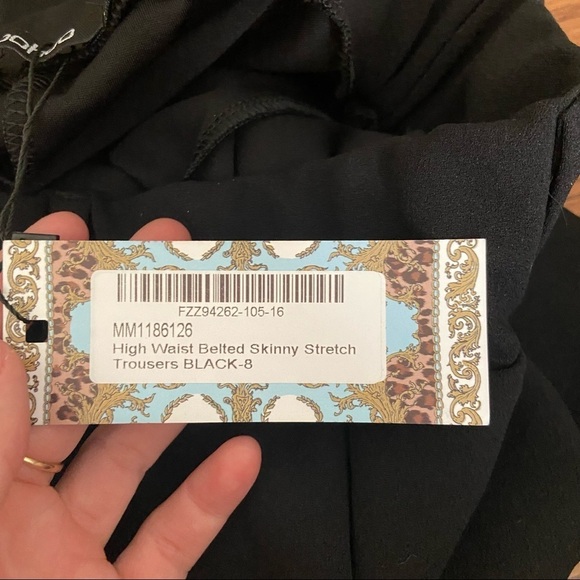 FZZ94262-105-16
MM1186126
High Waist Belted Skinny Stretch
Trousers BLACK-8